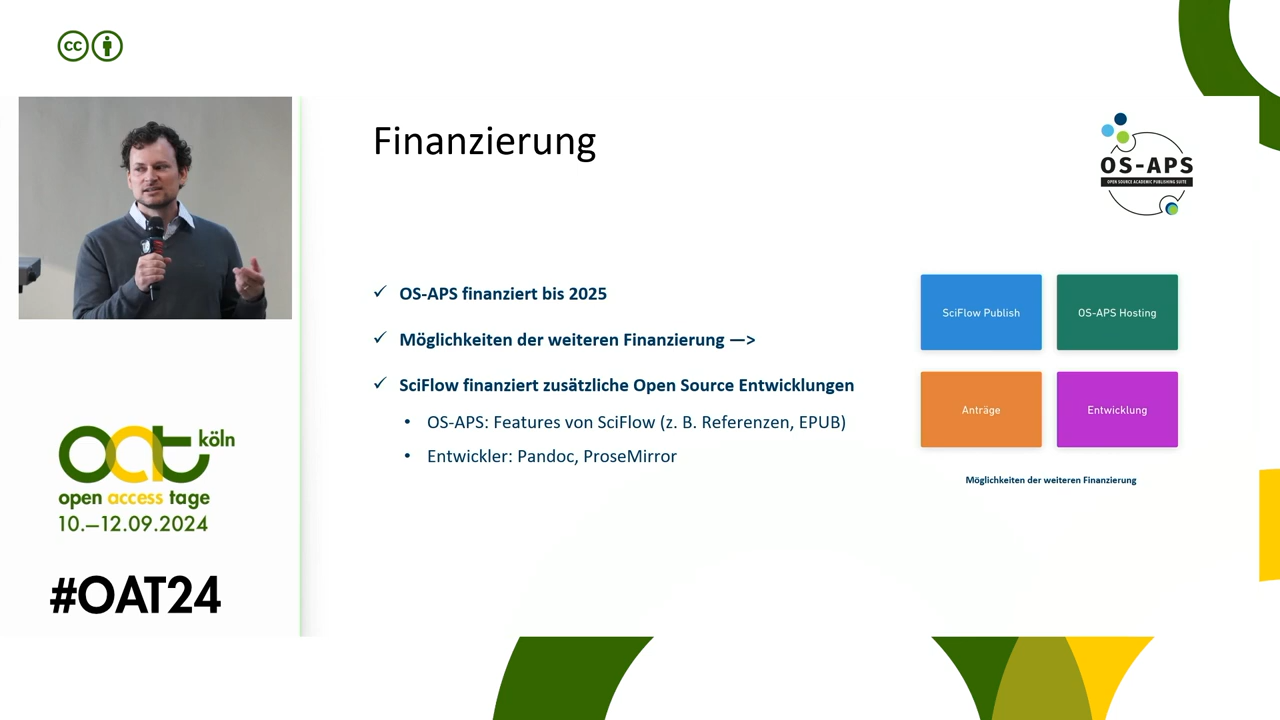 cc
Finanzierung
OS-APS
OPEN SOURCE ACADEMIC PUBLISHING SUITE
✓ OS-APS finanziert bis 2025
✓ Möglichkeiten der weiteren Finanzierung —>
✓ SciFlow finanziert zusätzliche Open Source Entwicklungen
• OS-APS: Features von SciFlow (z. B. Referenzen, EPUB)
• Entwickler: Pandoc, ProseMirror
SciFlow Publish
OS-APS Hosting
Anträge
Entwicklung
Möglichkeiten der weiteren Finanzierung
oat köln
open access tage
10.–12.09.2024
#OAT24